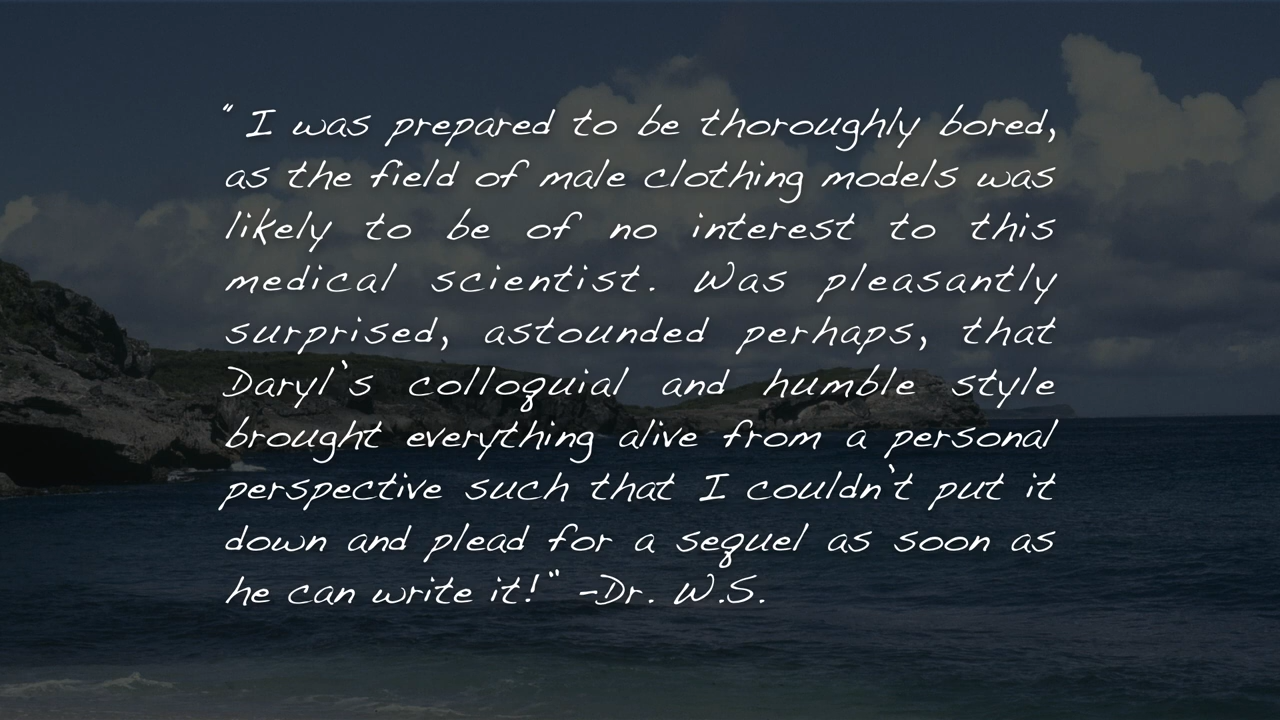 “ I was prepared to be thoroughly bored,
as the field of male clothing models was
likely to be of no interest to this
medical scientist. Was pleasantly
surprised, astounded perhaps, that
Daryl's colloquial and humble style
brought everything alive from a personal
perspective such that I couldn't put it
down and plead for a sequel as soon as
he can write it!” -Dr. W.S.